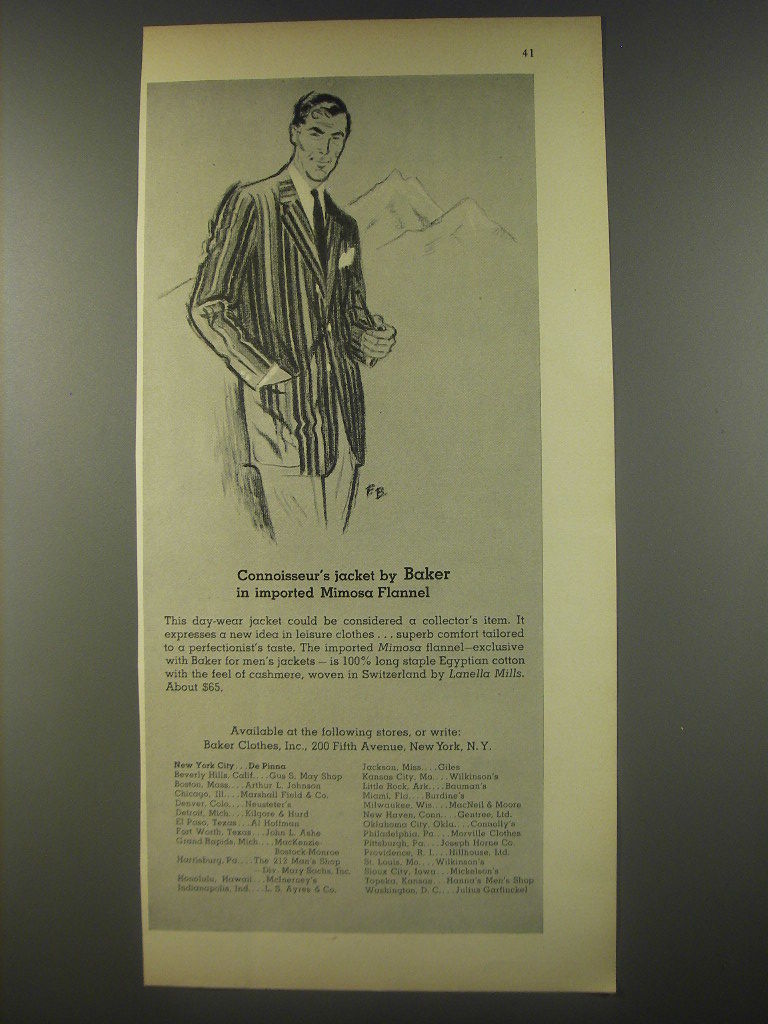 41
F.B.
Connoisseur's jacket by Baker
in imported Mimosa Flannel
This day-wear jacket could be considered a collector's item. It
expresses a new idea in leisure clothes . . . superb comfort tailored
to a perfectionist's taste. The imported Mimosa flannel—exclusive
with Baker for men's jackets — is 100% long staple Egyptian cotton
with the feel of cashmere, woven in Switzerland by Lanella Mills.
About $65.
Available at the following stores, or write:
Baker Clothes, Inc., 200 Fifth Avenue, New York, N.Y.
New York City . . . De Pinna
Beverly Hills, Calif. . . . Gus S. May Shop
Boston, Mass. . . . Arthur L. Johnson
Chicago, Ill. . . . Marshall Field & Co.
Denver, Colo. . . . Neusteter's
Detroit, Mich. . . . Kilgore & Hurd
El Paso, Texas . . . Al Hoffman
Fort Worth, Texas . . . John L. Ashe
Grand Rapids, Mich. . . . MacKenzie-
Bostock-Monroe
Harrisburg, Pa. . . . The 212 Man's Shop
Div. Mary Sachs, Inc.
Honolulu, Hawaii . . . McInerney's
Indianapolis, Ind. . . . L. S. Ayres & Co.
Jackson, Miss. . . . Giles
Kansas City, Mo. . . . Wilkinson's
Little Rock, Ark. . . . Bauman's
Miami, Fla. . . . Burdine's
Milwaukee, Wis. . . . MacNeil & Moore
New Haven, Conn. . . . Gentree, Ltd.
Oklahoma City, Okla. . . . Connolly's
Philadelphia, Pa. . . . Morville Clothes
Pittsburgh, Pa. . . . Joseph Horne Co.
Providence, R. I. . . . Hillhouse, Ltd.
St. Louis, Mo. . . . Wilkinson's
Sioux City, Iowa . . . Mickelson's
Topeka, Kansas . . . Hanna's Men's Shop
Washington, D. C. . . . Julius Garfinckel